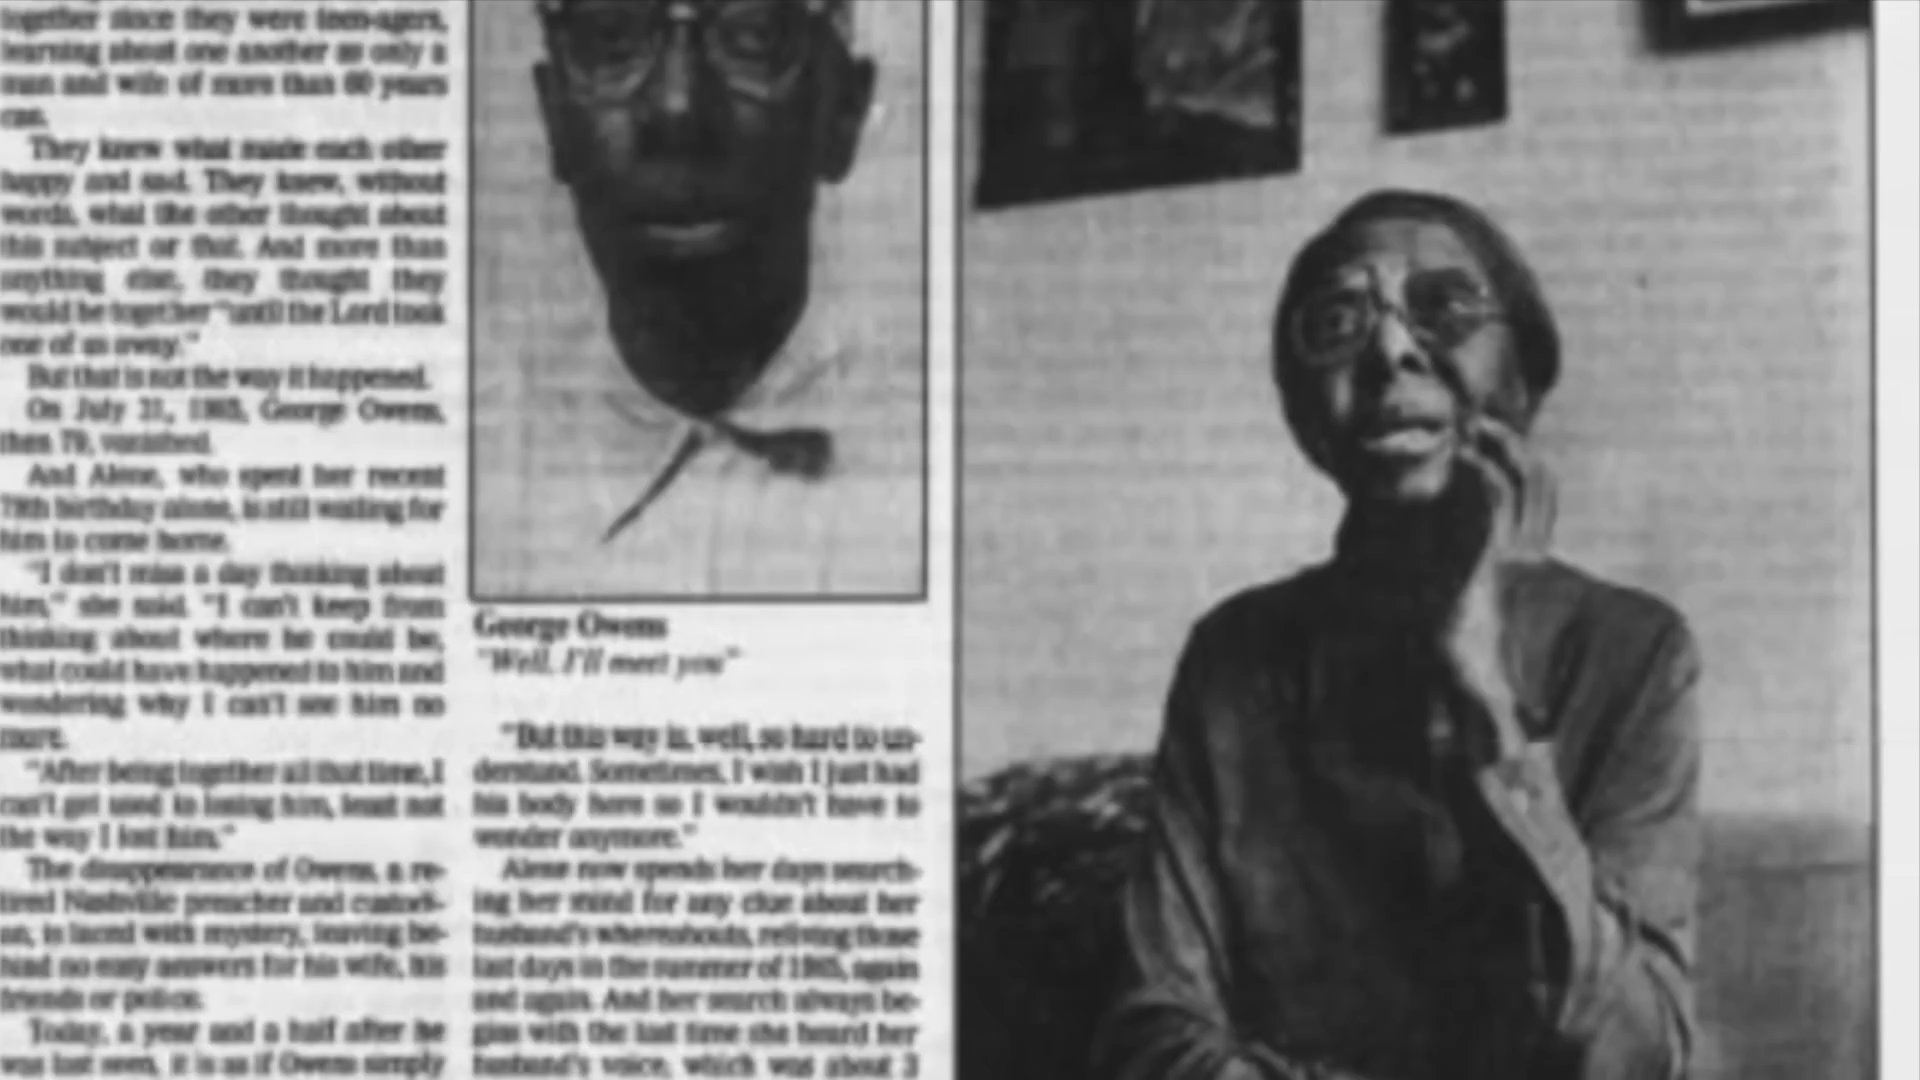 together since they were teen-agers,
learning about one another as only a
man and wife of more than 60 years
can.
They knew what made each other
happy and sad. They knew, without
words, what the other thought about
this subject or that. And more than
anything else, they thought they
would be together "until the Lord took
one of us away."
But that is not the way it happened.
On July 31, 1985, George Owens,
then 79, vanished.
And Alene, who spent her recent
78th birthday alone, is still waiting for
him to come home.
"I don't miss a day thinking about
him," she said. "I can't keep from
thinking about where he could be,
what could have happened to him and
wondering why I can't see him no
more.
"After being together all that time, I
can't get used to losing him, least not
the way I lost him."
The disappearance of Owens, a re-
tired Nashville preacher and custodi-
an, is laced with mystery, leaving be-
hind no easy answers for his wife, his
friends or police.
Today, a year and a half after he
was last seen, it is as if Owens simply
George Owens
"Well, I'll meet you"
"But this way is, well, so hard to un-
derstand. Sometimes, I wish I just had
his body here so I wouldn't have to
wonder anymore."
Alene now spends her days search-
ing her mind for any clue about her
husband's whereabouts, reliving those
last days in the summer of 1985, again
and again. And her search always be-
gins with the last time she heard her
husband's voice, which was about 3